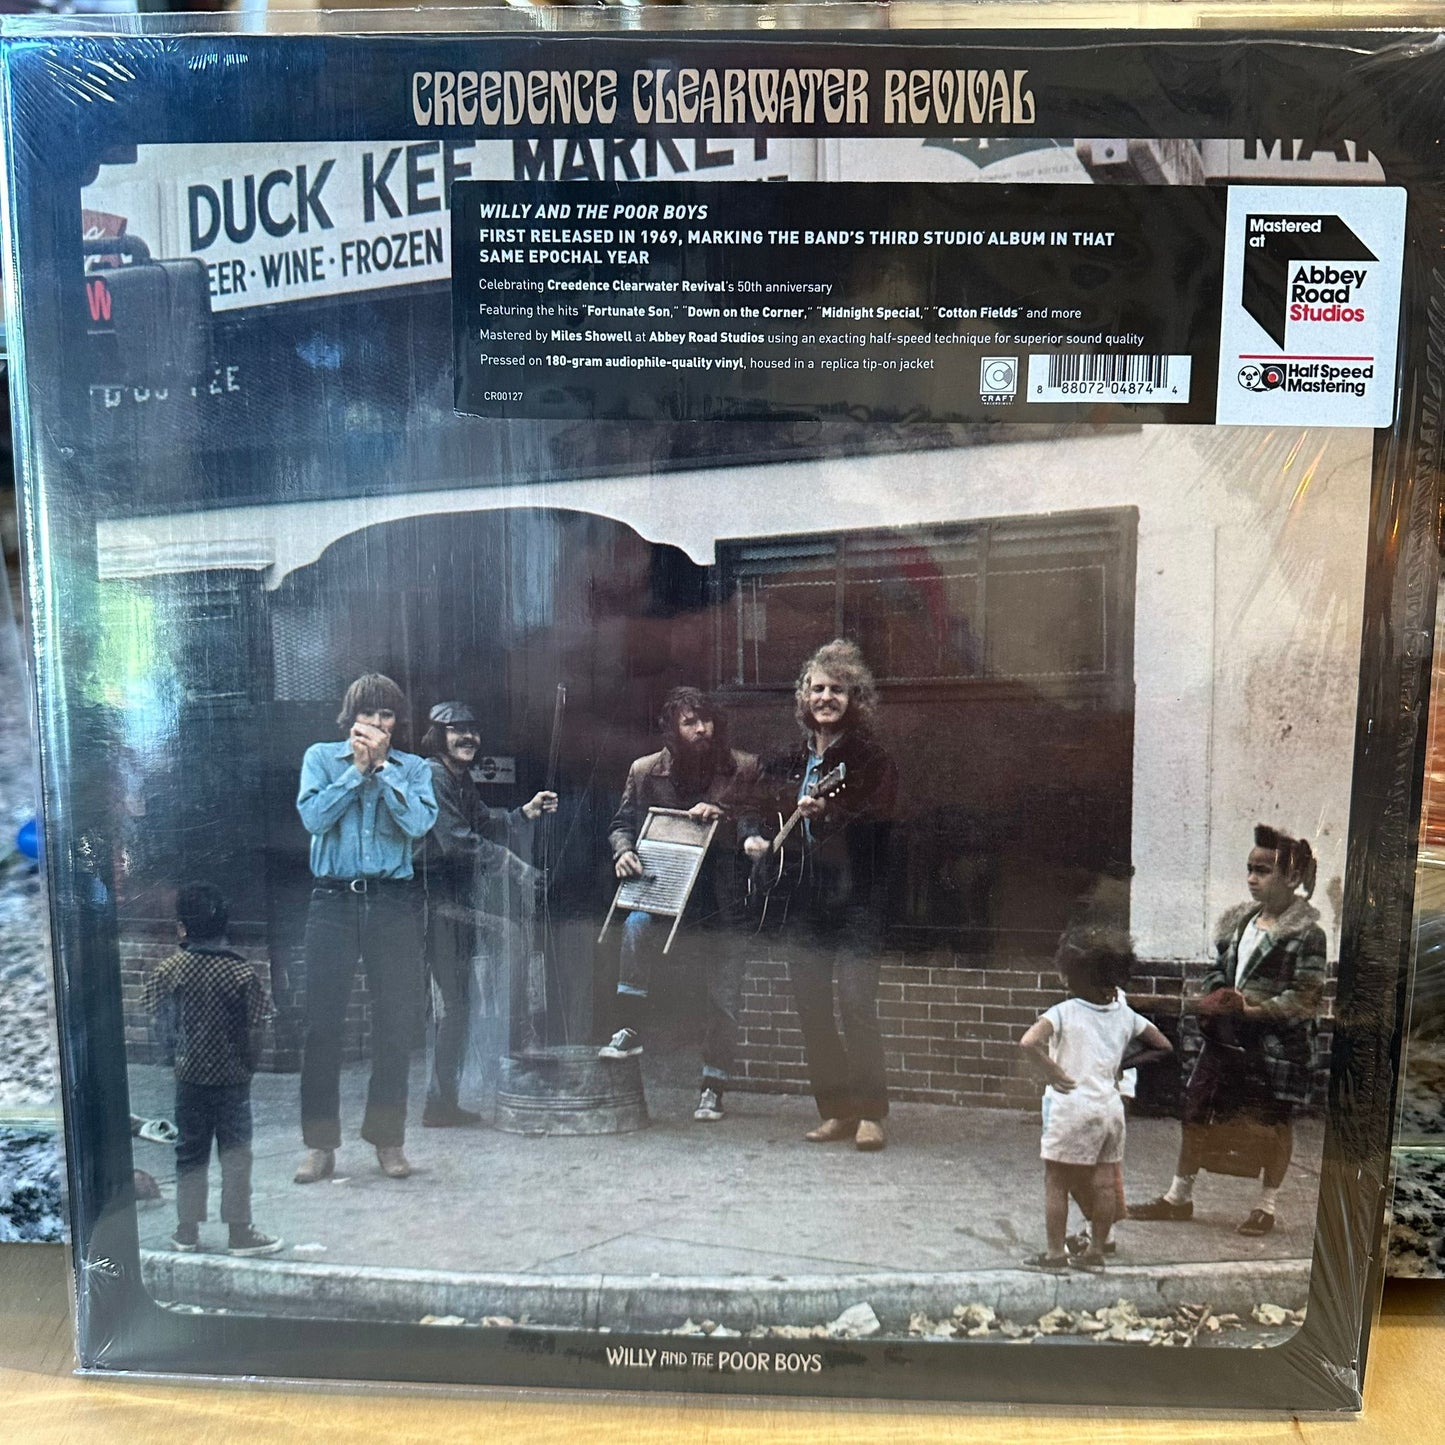 CREEDENCE CLEARWATER REVIVAL
DUCK KEE MARKET
MAR
EER · WINE · FROZEN
W
WILLY AND THE POOR BOYS
FIRST RELEASED IN 1969, MARKING THE BAND'S THIRD STUDIO ALBUM IN THAT
SAME EPOCHAL YEAR
Celebrating Creedence Clearwater Revival's 50th anniversary
Featuring the hits "Fortunate Son," "Down on the Corner," "Midnight Special," "Cotton Fields" and more
Mastered by Miles Showell at Abbey Road Studios using an exacting half-speed technique for superior sound quality
Pressed on 180-gram audiophile-quality vinyl, housed in a replica tip-on jacket
CR00127
CRAFT
RECORDINGS
8 88072 04874 4
Mastered
at
Abbey
Road
Studios
Half Speed
Mastering
WILLY AND THE POOR BOYS